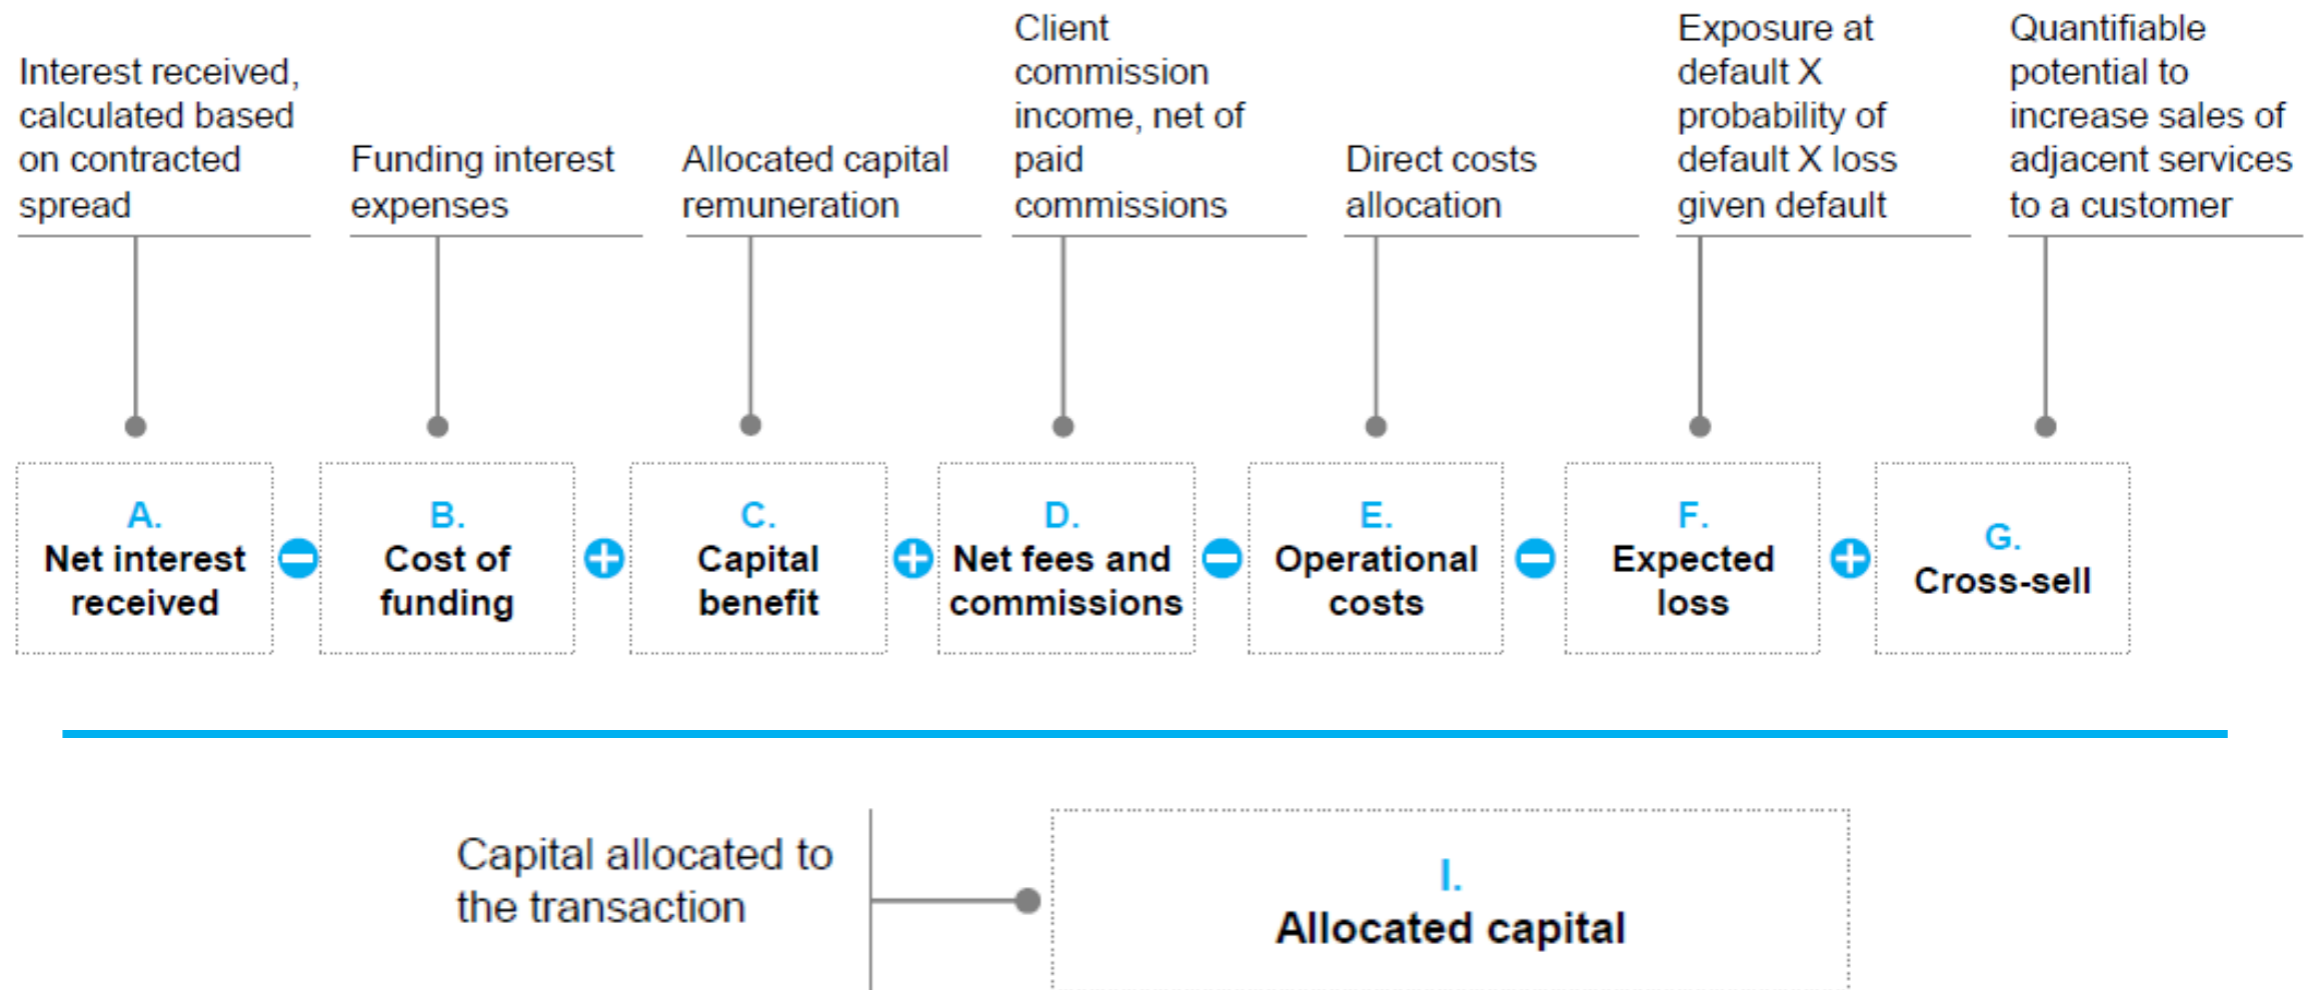 Interest received,
calculated based
on contracted
spread
Funding interest
expenses
Allocated capital
remuneration
Client
commission
income, net of
paid
commissions
Direct costs
allocation
Exposure at
default X
probability of
default X loss
given default
Quantifiable
potential to
increase sales of
adjacent services
to a customer
A.
Net interest
received
−
B.
Cost of
funding
+
C.
Capital
benefit
+
D.
Net fees and
commissions
−
E.
Operational
costs
−
F.
Expected
loss
+
G.
Cross-sell
Capital allocated to
the transaction
I.
Allocated capital